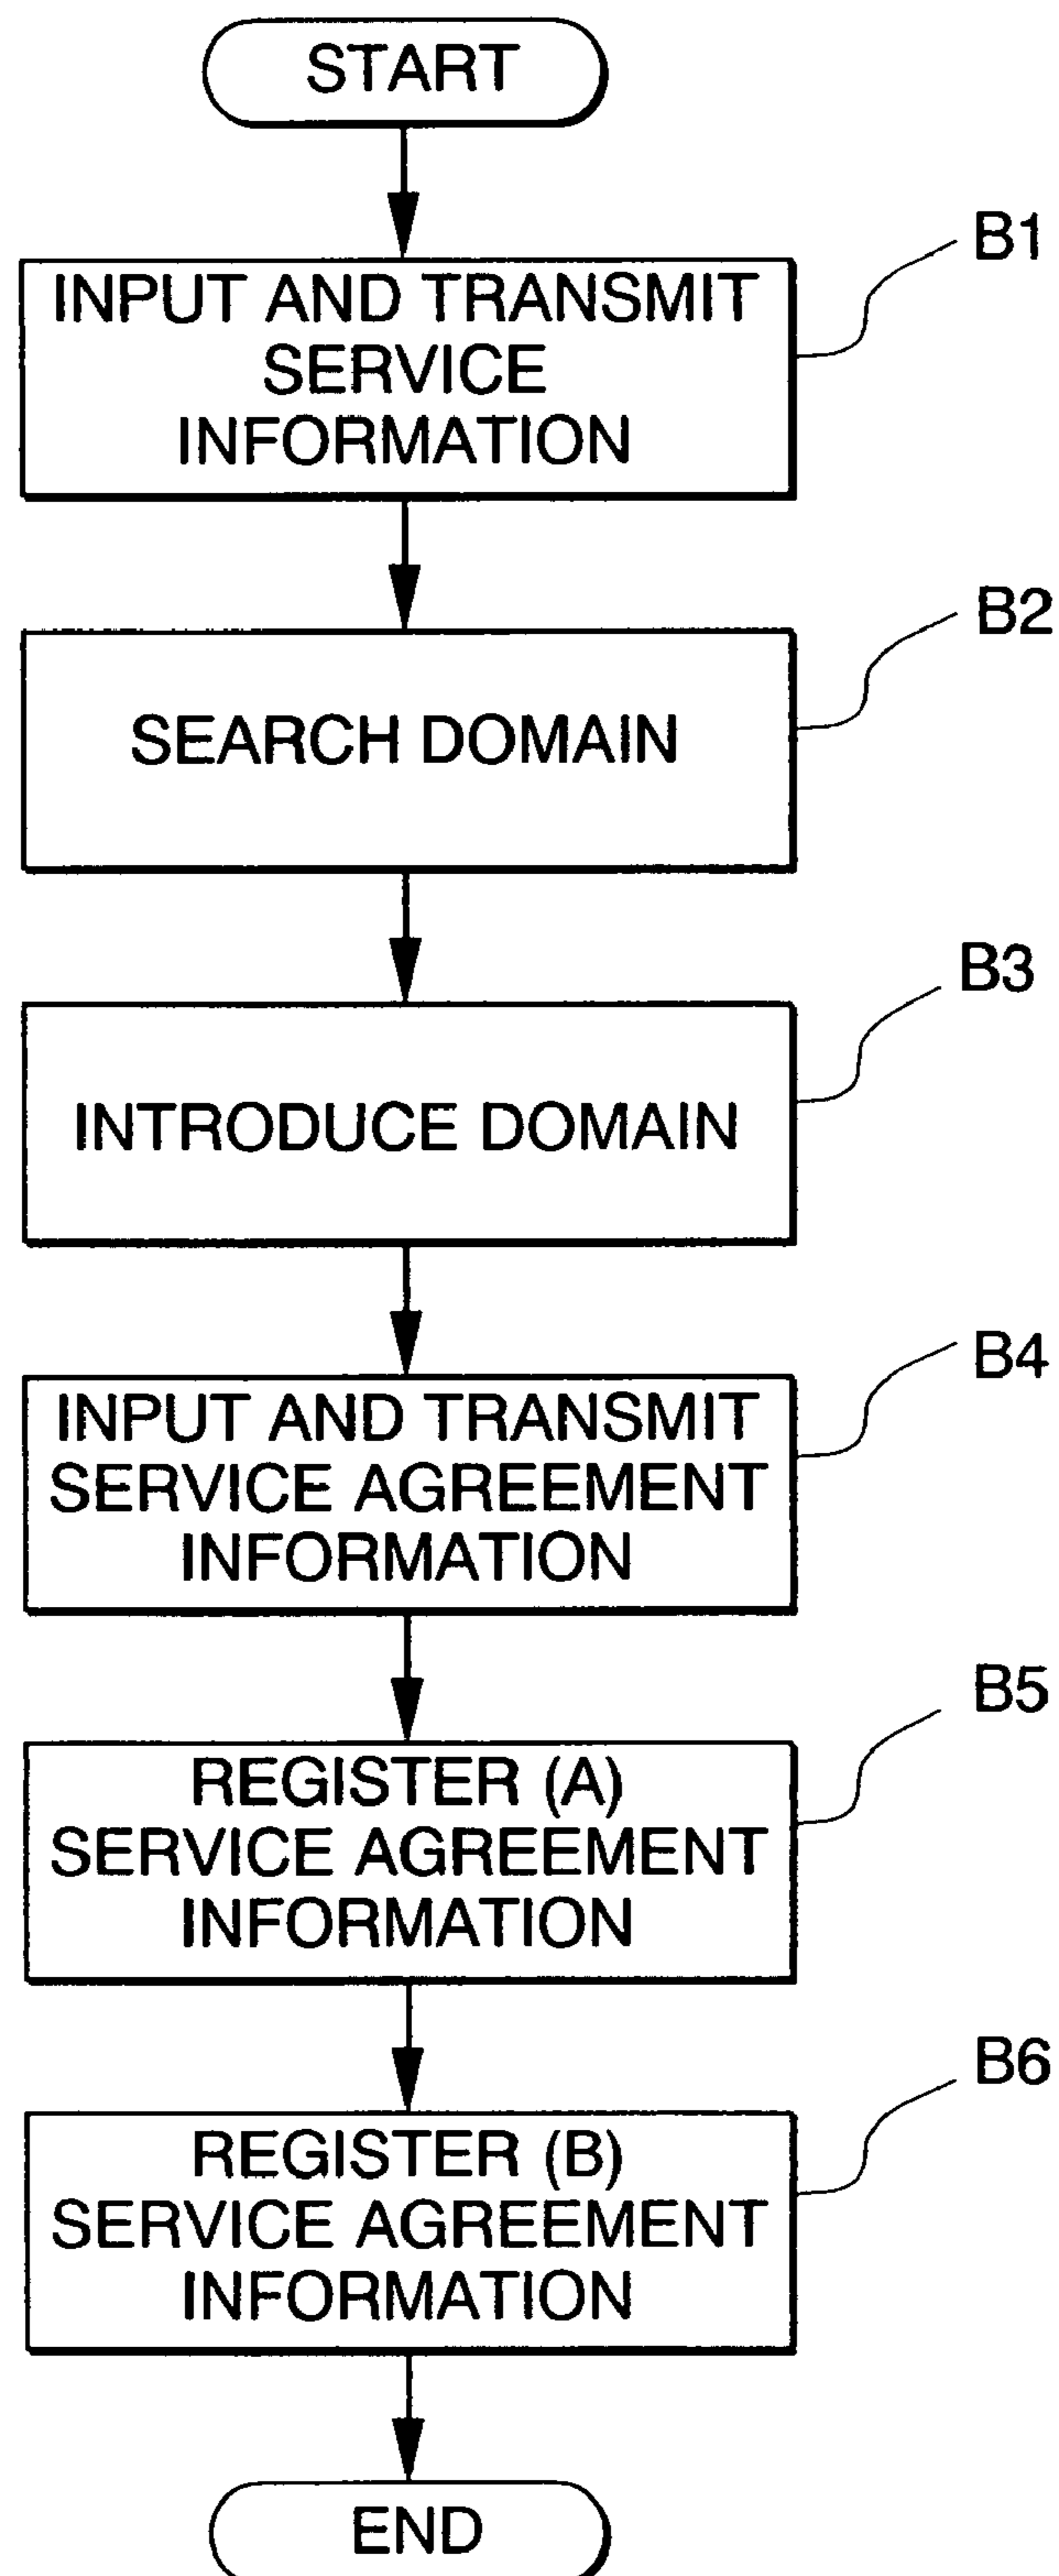 START
B1
INPUT AND TRANSMIT
SERVICE
INFORMATION
B2
SEARCH DOMAIN
B3
INTRODUCE DOMAIN
B4
INPUT AND TRANSMIT
SERVICE AGREEMENT
INFORMATION
B5
REGISTER (A)
SERVICE AGREEMENT
INFORMATION
B6
REGISTER (B)
SERVICE AGREEMENT
INFORMATION
END